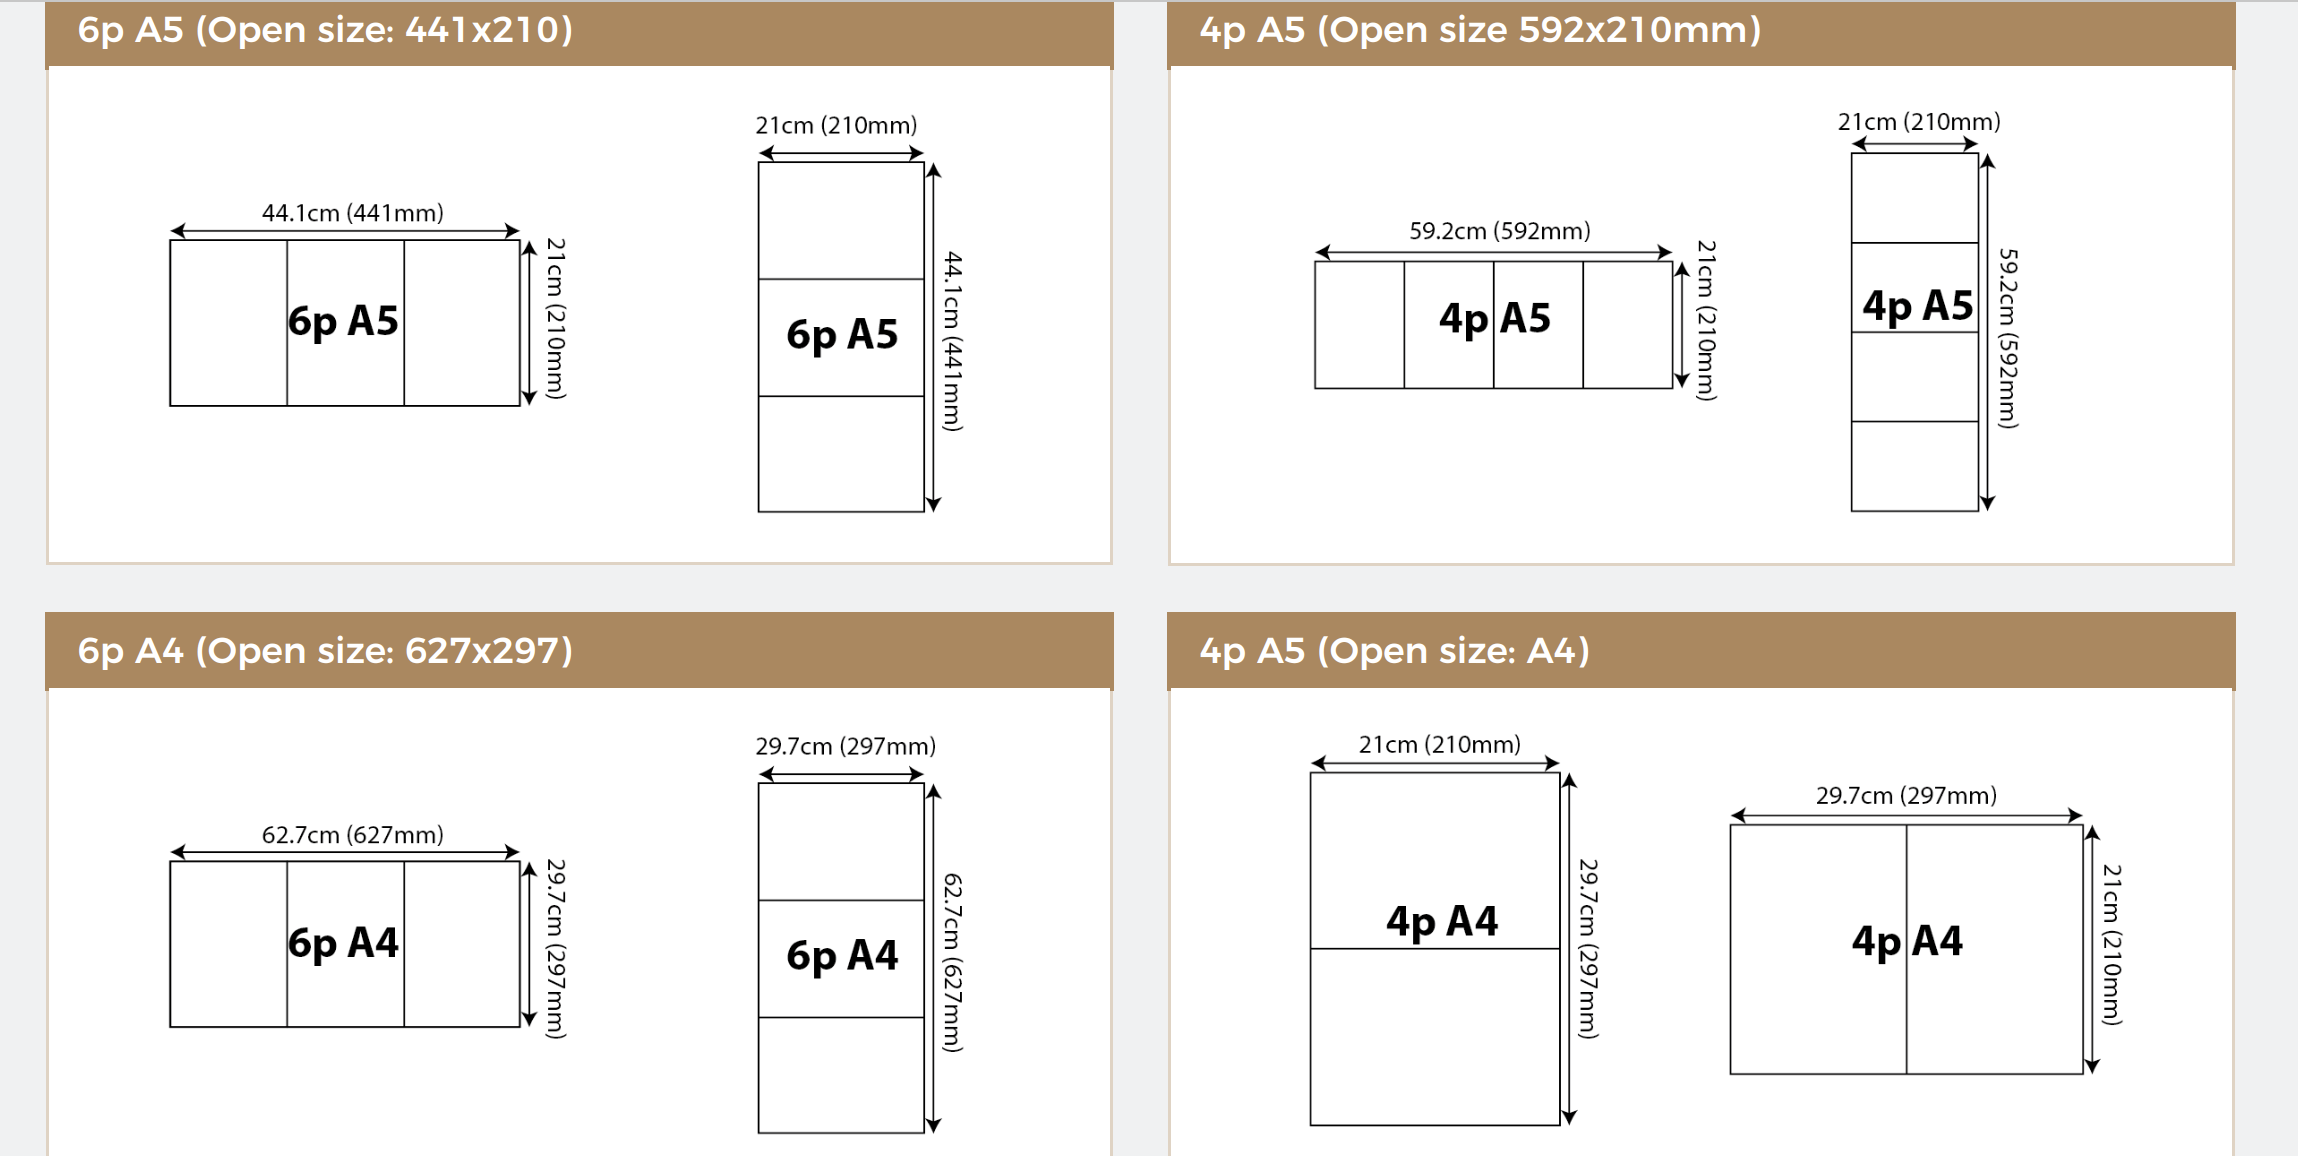 6p A5 (Open size: 441x210)
44.1cm (441mm)
21cm (210mm)
6p A5
21cm (210mm)
44.1cm (441mm)
6p A5
4p A5 (Open size 592x210mm)
59.2cm (592mm)
21cm (210mm)
4p A5
21cm (210mm)
59.2cm (592mm)
4p A5
6p A4 (Open size: 627x297)
62.7cm (627mm)
29.7cm (297mm)
6p A4
29.7cm (297mm)
62.7cm (627mm)
6p A4
4p A5 (Open size: A4)
21cm (210mm)
29.7cm (297mm)
4p A4
29.7cm (297mm)
21cm (210mm)
4p A4